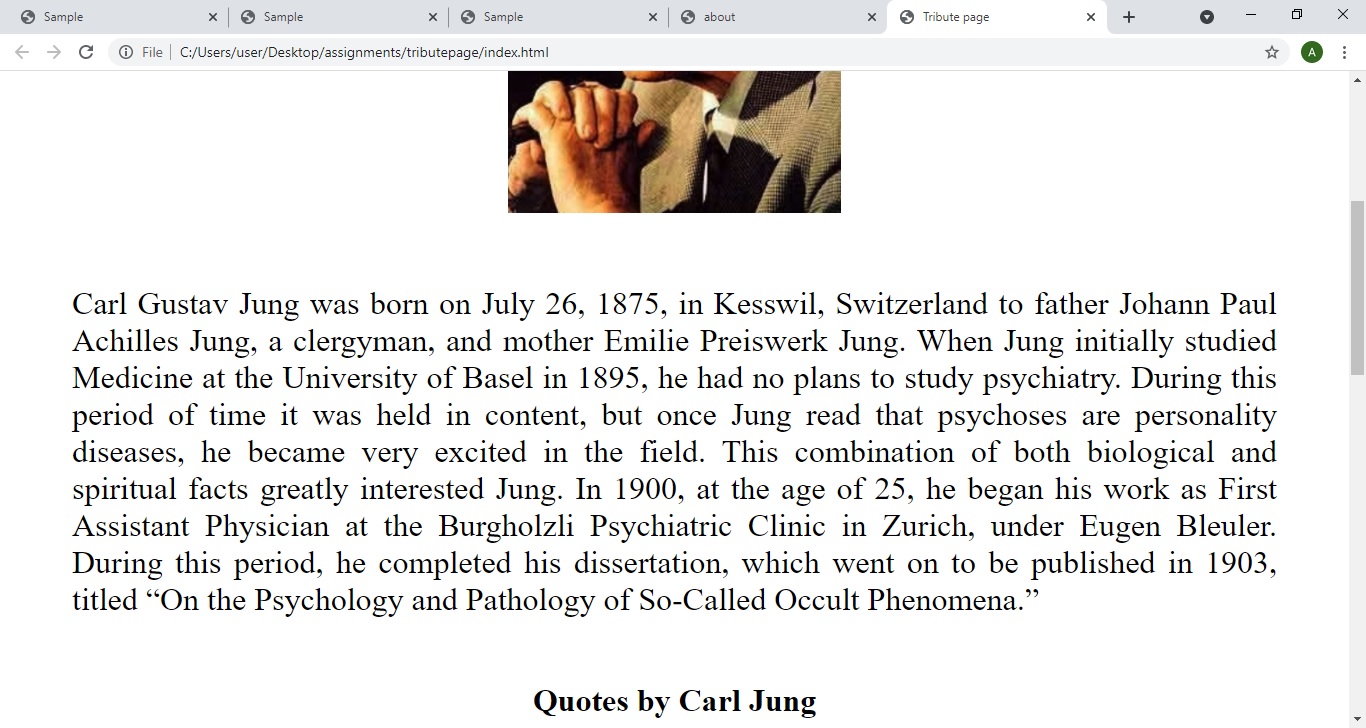 Sample
Sample
Sample
about
Tribute page
File
C:/Users/user/Desktop/assignments/tributepage/index.html
A
Carl Gustav Jung was born on July 26, 1875, in Kesswil, Switzerland to father Johann Paul
Achilles Jung, a clergyman, and mother Emilie Preiswerk Jung. When Jung initially studied
Medicine at the University of Basel in 1895, he had no plans to study psychiatry. During this
period of time it was held in content, but once Jung read that psychoses are personality
diseases, he became very excited in the field. This combination of both biological and
spiritual facts greatly interested Jung. In 1900, at the age of 25, he began his work as First
Assistant Physician at the Burgholzli Psychiatric Clinic in Zurich, under Eugen Bleuler.
During this period, he completed his dissertation, which went on to be published in 1903,
titled “On the Psychology and Pathology of So-Called Occult Phenomena.”
Quotes by Carl Jung